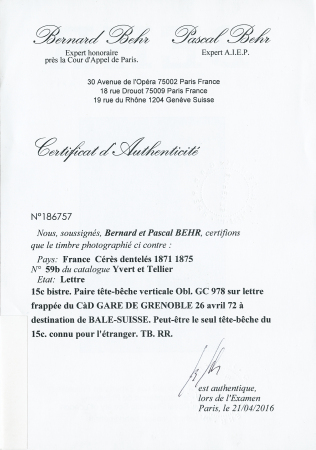 Bernard Behr Pascal Behr
Expert honoraire Expert A.I.E.P.
près la Cour d'Appel de Paris.
30 Avenue de l'Opéra 75002 Paris France
18 rue Drouot 75009 Paris France
19 rue du Rhône 1204 Genève Suisse
Certificat d'Authenticité
N°186757
Nous, soussignés, Bernard et Pascal BEHR, certifions
que le timbre photographié ci contre :
Pays: France Cérès dentelés 1871 1875
N° 59b du catalogue Yvert et Tellier
Etat: Lettre
15c bistre. Paire tête-bêche verticale Obl. GC 978 sur lettre
frappée du CàD GARE DE GRENOBLE 26 avril 72 à
destination de BALE-SUISSE. Peut-être le seul tête-bêche du
15c. connu pour l'étranger. TB. RR.
est authentique,
lors de l'Examen
Paris, le 21/04/2016